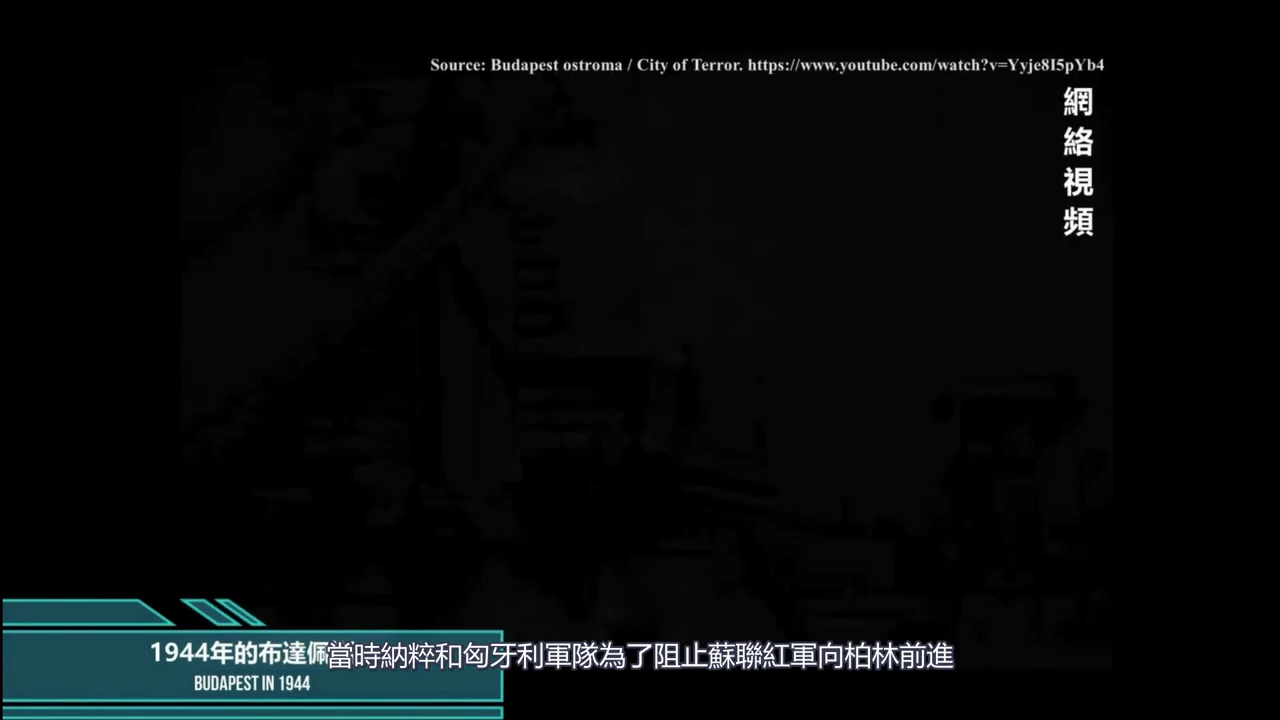 Source: Budapest ostroma / City of Terror. https://www.youtube.com/watch?v=Yyje8I5pYb4
網絡視頻
1944年的布達佩
當時納粹和匈牙利軍隊為了阻止蘇聯紅軍向柏林前進
BUDAPEST IN 1944